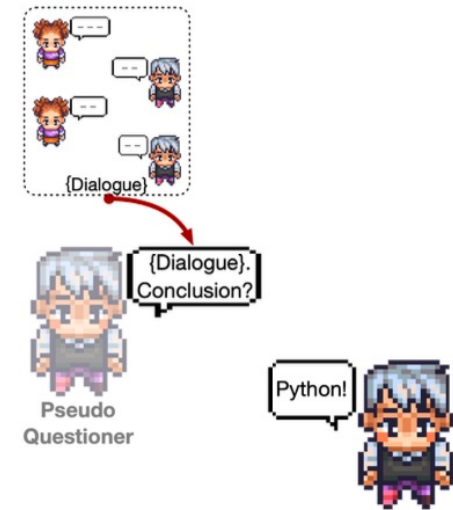 {Dialogue}
{Dialogue}.
Conclusion?
Python!
Pseudo
Questioner